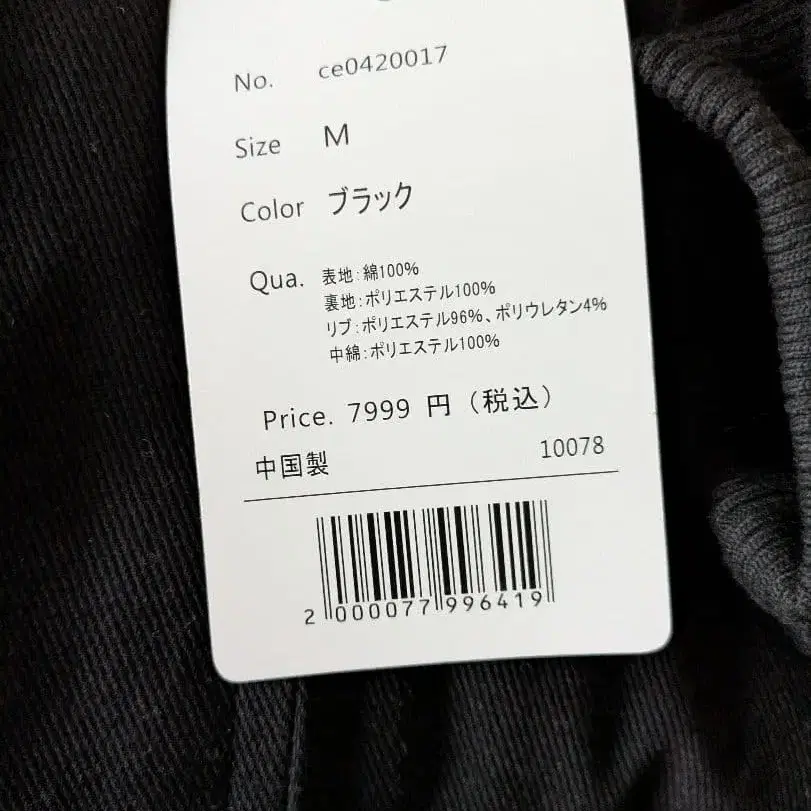 No. ce0420017
Size M
Color ブラック
Qua. 表地:綿100%
裏地:ポリエステル100%
リブ:ポリエステル96%、ポリウレタン4%
中綿:ポリエステル100%
Price. 7999 円 (税込)
中国製 10078
2 000077 996419